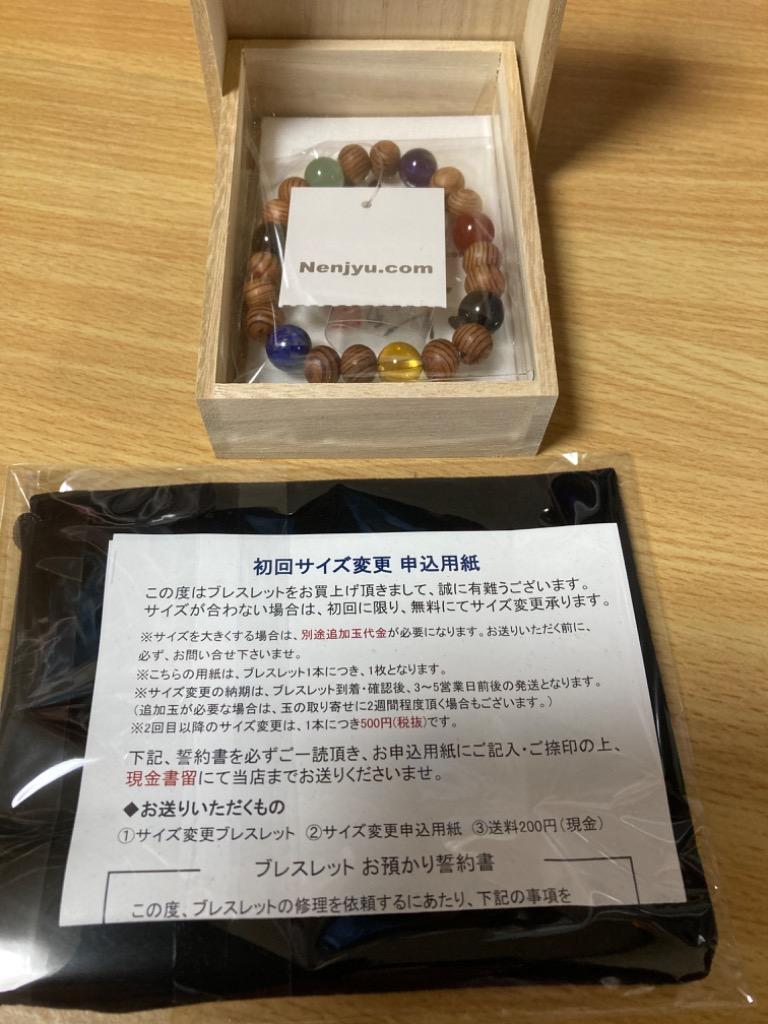 Nenjyu.com
初回サイズ変更 申込用紙
この度はブレスレットをお買上げ頂きまして、誠に有難うございます。
サイズが合わない場合は、初回に限り、無料にてサイズ変更承ります。
※サイズを大きくする場合は、別途追加玉代金が必要になります。お送りいただく前に、
必ず、お問い合せ下さいませ。
※こちらの用紙は、ブレスレット1本につき、1枚となります。
※サイズ変更の納期は、ブレスレット到着・確認後、3～5営業日前後の発送となります。
(追加玉が必要な場合は、玉の取り寄せに2週間程度頂く場合もございます。)
※2回目以降のサイズ変更は、1本につき500円(税抜)です。
下記、誓約書を必ずご一読頂き、お申込用紙にご記入・ご捺印の上、
現金書留にて当店までお送りくださいませ。
◆お送りいただくもの
①サイズ変更ブレスレット ②サイズ変更申込用紙 ③送料200円(現金)
ブレスレット お預かり誓約書
この度、ブレスレットの修理を依頼するにあたり、下記の事項を